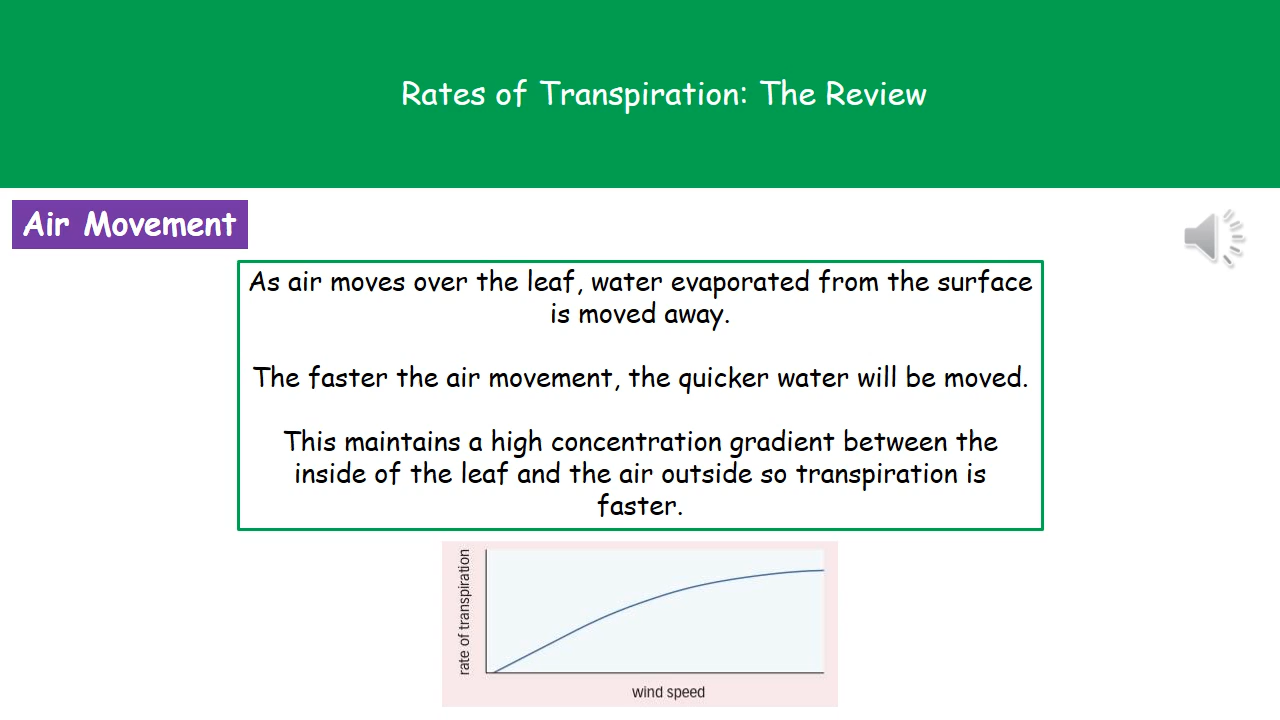 Rates of Transpiration: The Review
Air Movement
As air moves over the leaf, water evaporated from the surface
is moved away.
The faster the air movement, the quicker water will be moved.
This maintains a high concentration gradient between the
inside of the leaf and the air outside so transpiration is
faster.
rate of transpiration
wind speed